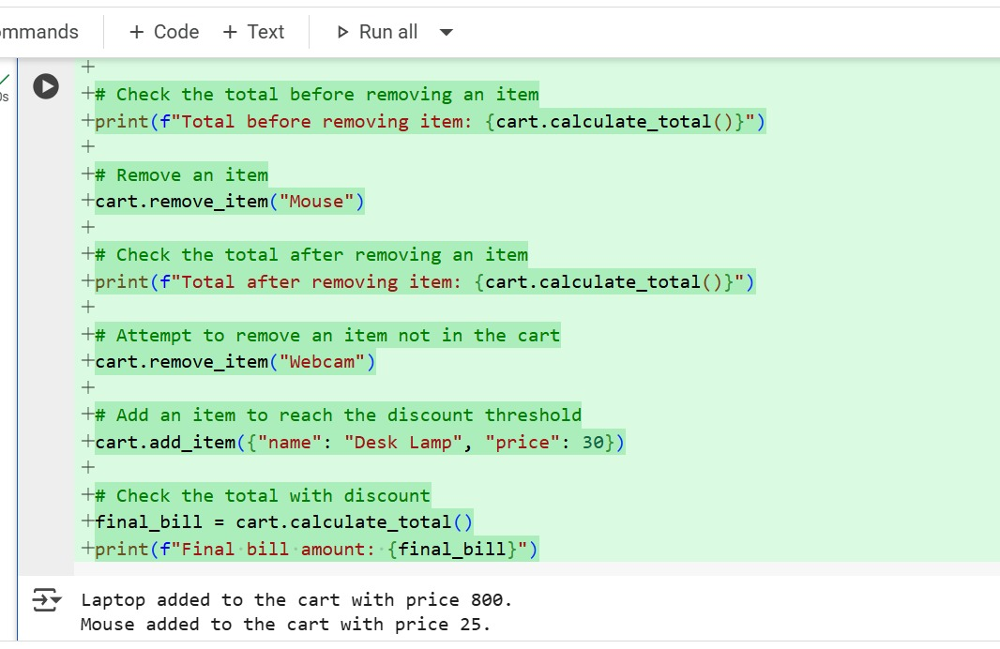 ommands + Code + Text Run all
0s
+
+# Check the total before removing an item
+print(f"Total before removing item: {cart.calculate_total()}")
+
+# Remove an item
+cart.remove_item("Mouse")
+
+# Check the total after removing an item
+print(f"Total after removing item: {cart.calculate_total()}")
+
+# Attempt to remove an item not in the cart
+cart.remove_item("Webcam")
+
+# Add an item to reach the discount threshold
+cart.add_item({"name": "Desk Lamp", "price": 30})
+
+# Check the total with discount
+final_bill = cart.calculate_total()
+print(f"Final bill amount: {final_bill}")
Laptop added to the cart with price 800.
Mouse added to the cart with price 25.